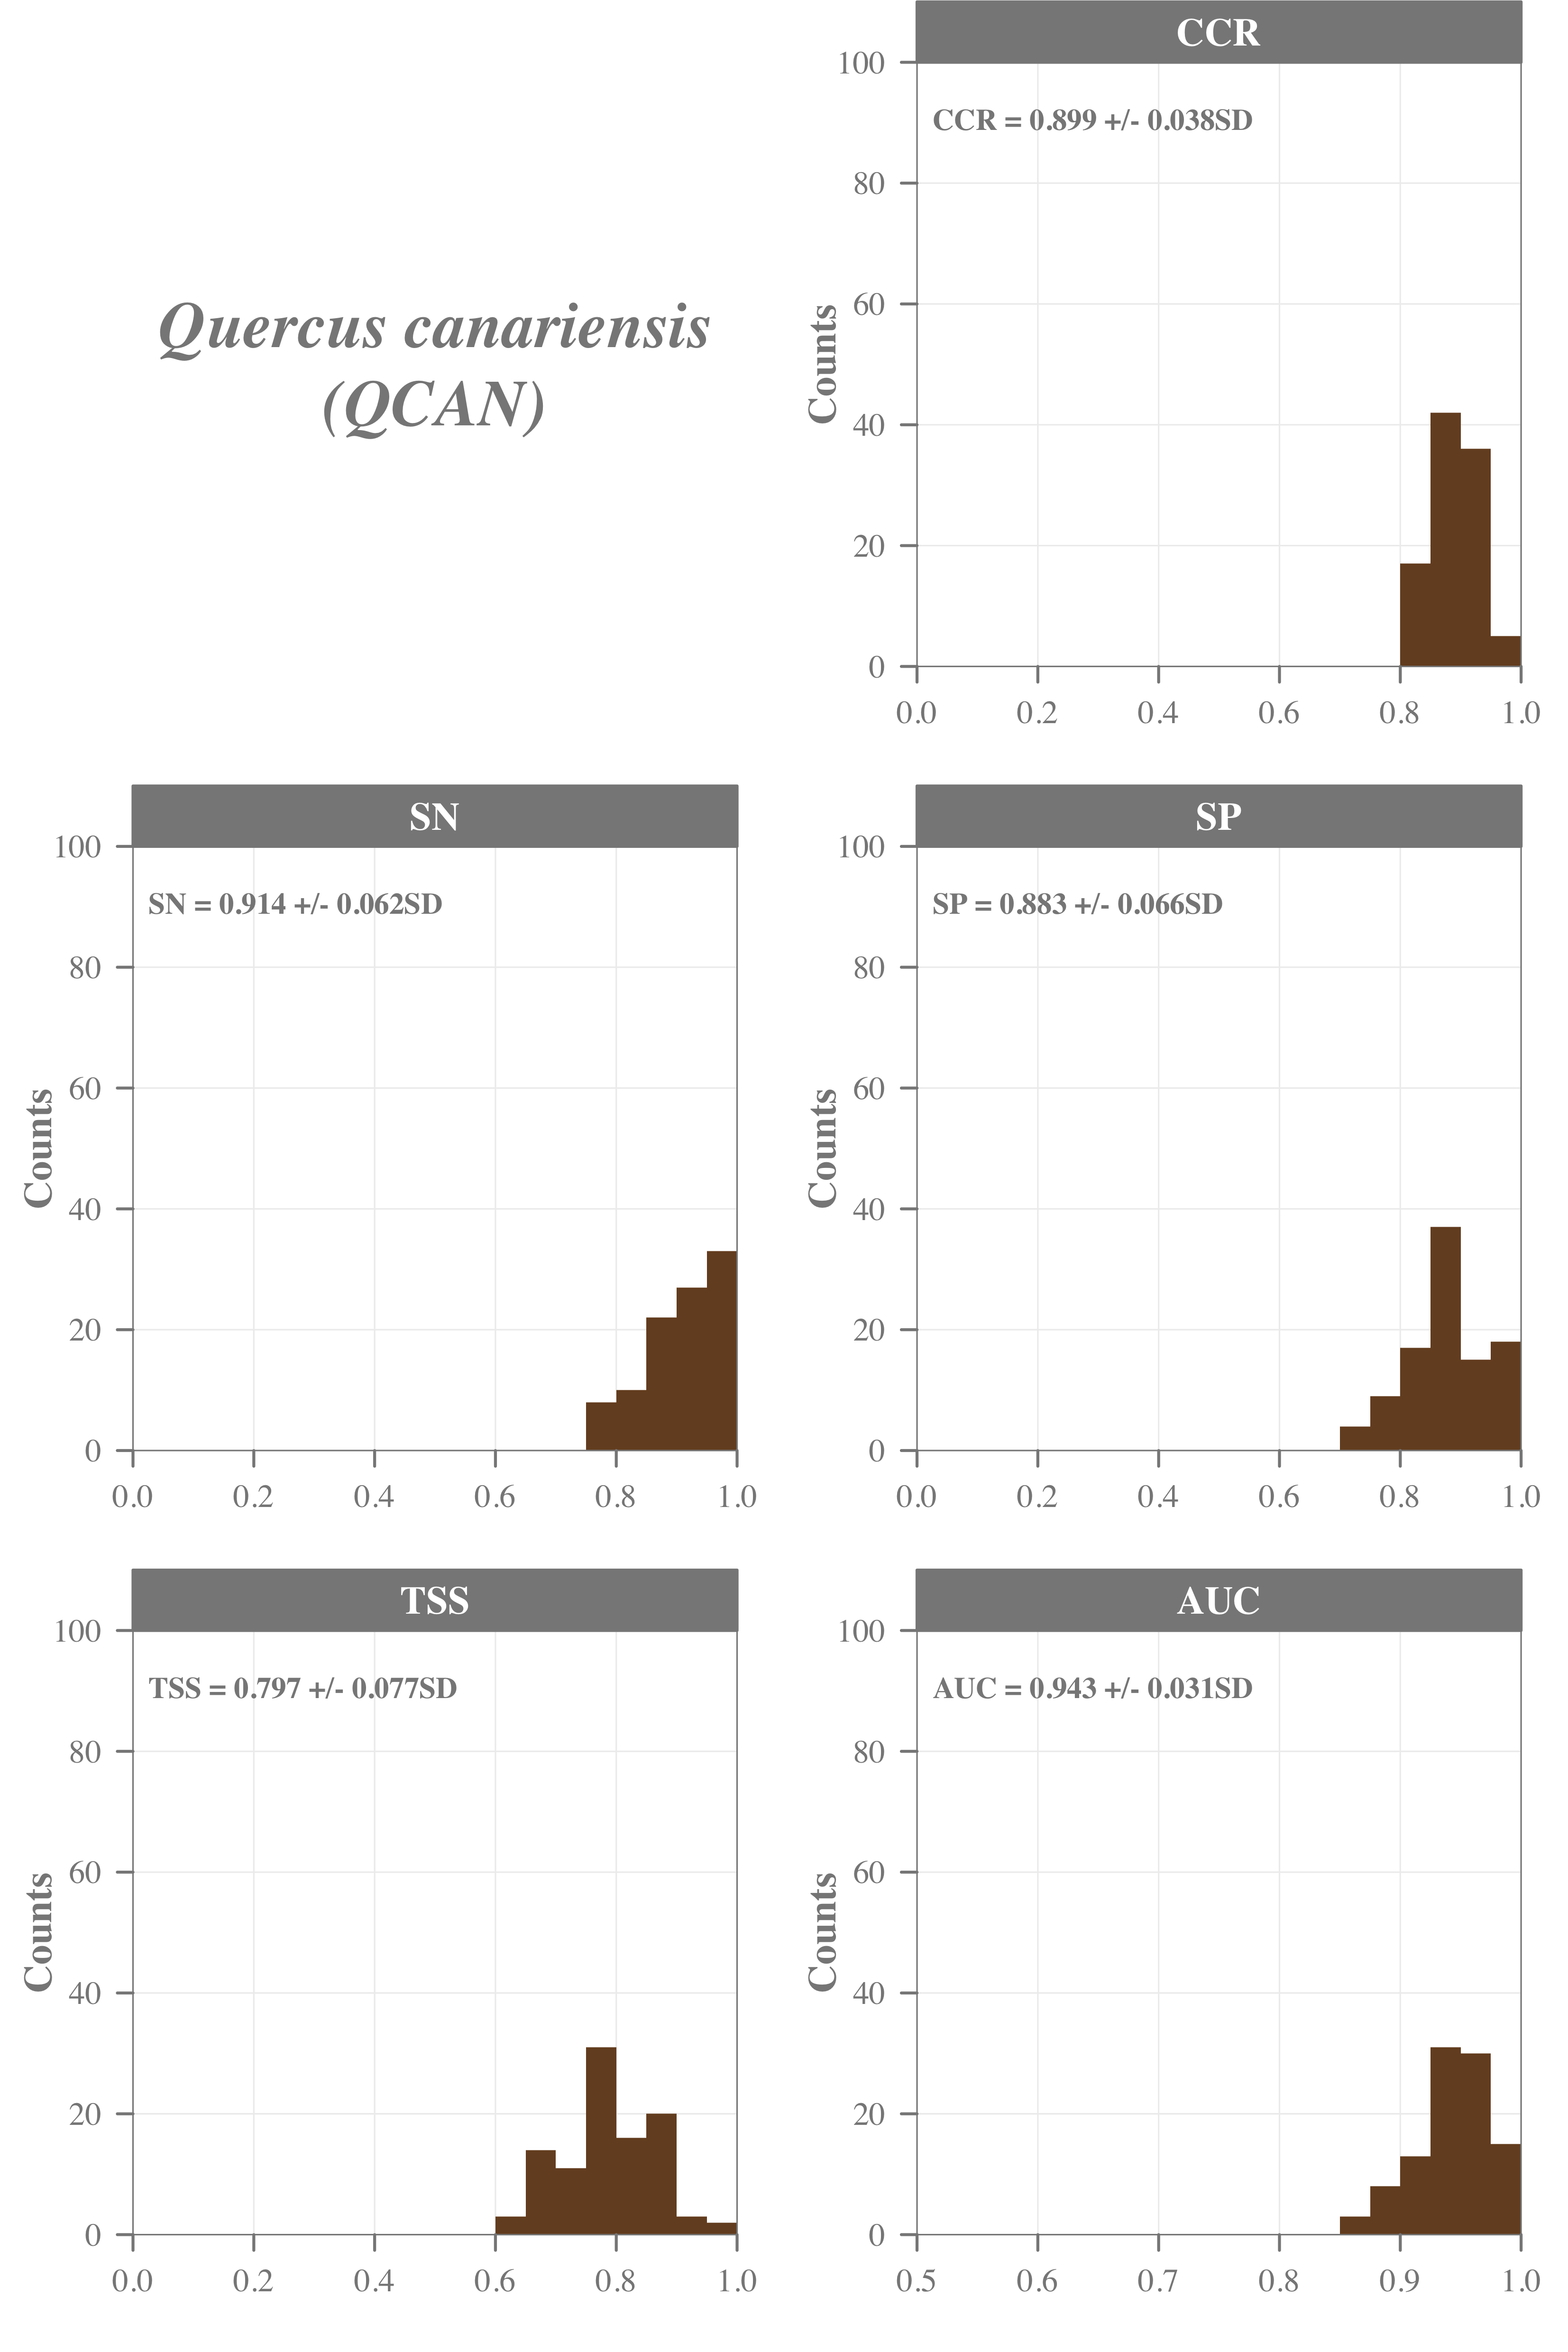 CCR
100
CCR = 0.899 +/- 0.038SD
80
Quercus canariensis
(QCAN)
60
Counts
40
20
0
0.0 0.2 0.4 0.6 0.8 1.0
SN
100
SN = 0.914 +/- 0.062SD
80
60
Counts
40
20
0
0.0 0.2 0.4 0.6 0.8 1.0
SP
100
SP = 0.883 +/- 0.066SD
80
60
Counts
40
20
0
0.0 0.2 0.4 0.6 0.8 1.0
TSS
100
TSS = 0.797 +/- 0.077SD
80
60
Counts
40
20
0
0.0 0.2 0.4 0.6 0.8 1.0
AUC
100
AUC = 0.943 +/- 0.031SD
80
60
Counts
40
20
0
0.5 0.6 0.7 0.8 0.9 1.0